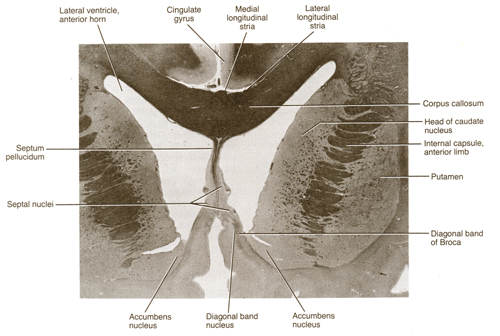 Lateral ventricle,
anterior horn
Cingulate
gyrus
Medial
longitudinal
stria
Lateral
longitudinal
stria
Corpus callosum
Head of caudate
nucleus
Internal capsule,
anterior limb
Septum
pellucidum
Putamen
Septal nuclei
Diagonal band
of Broca
Accumbens
nucleus
Diagonal band
nucleus
Accumbens
nucleus